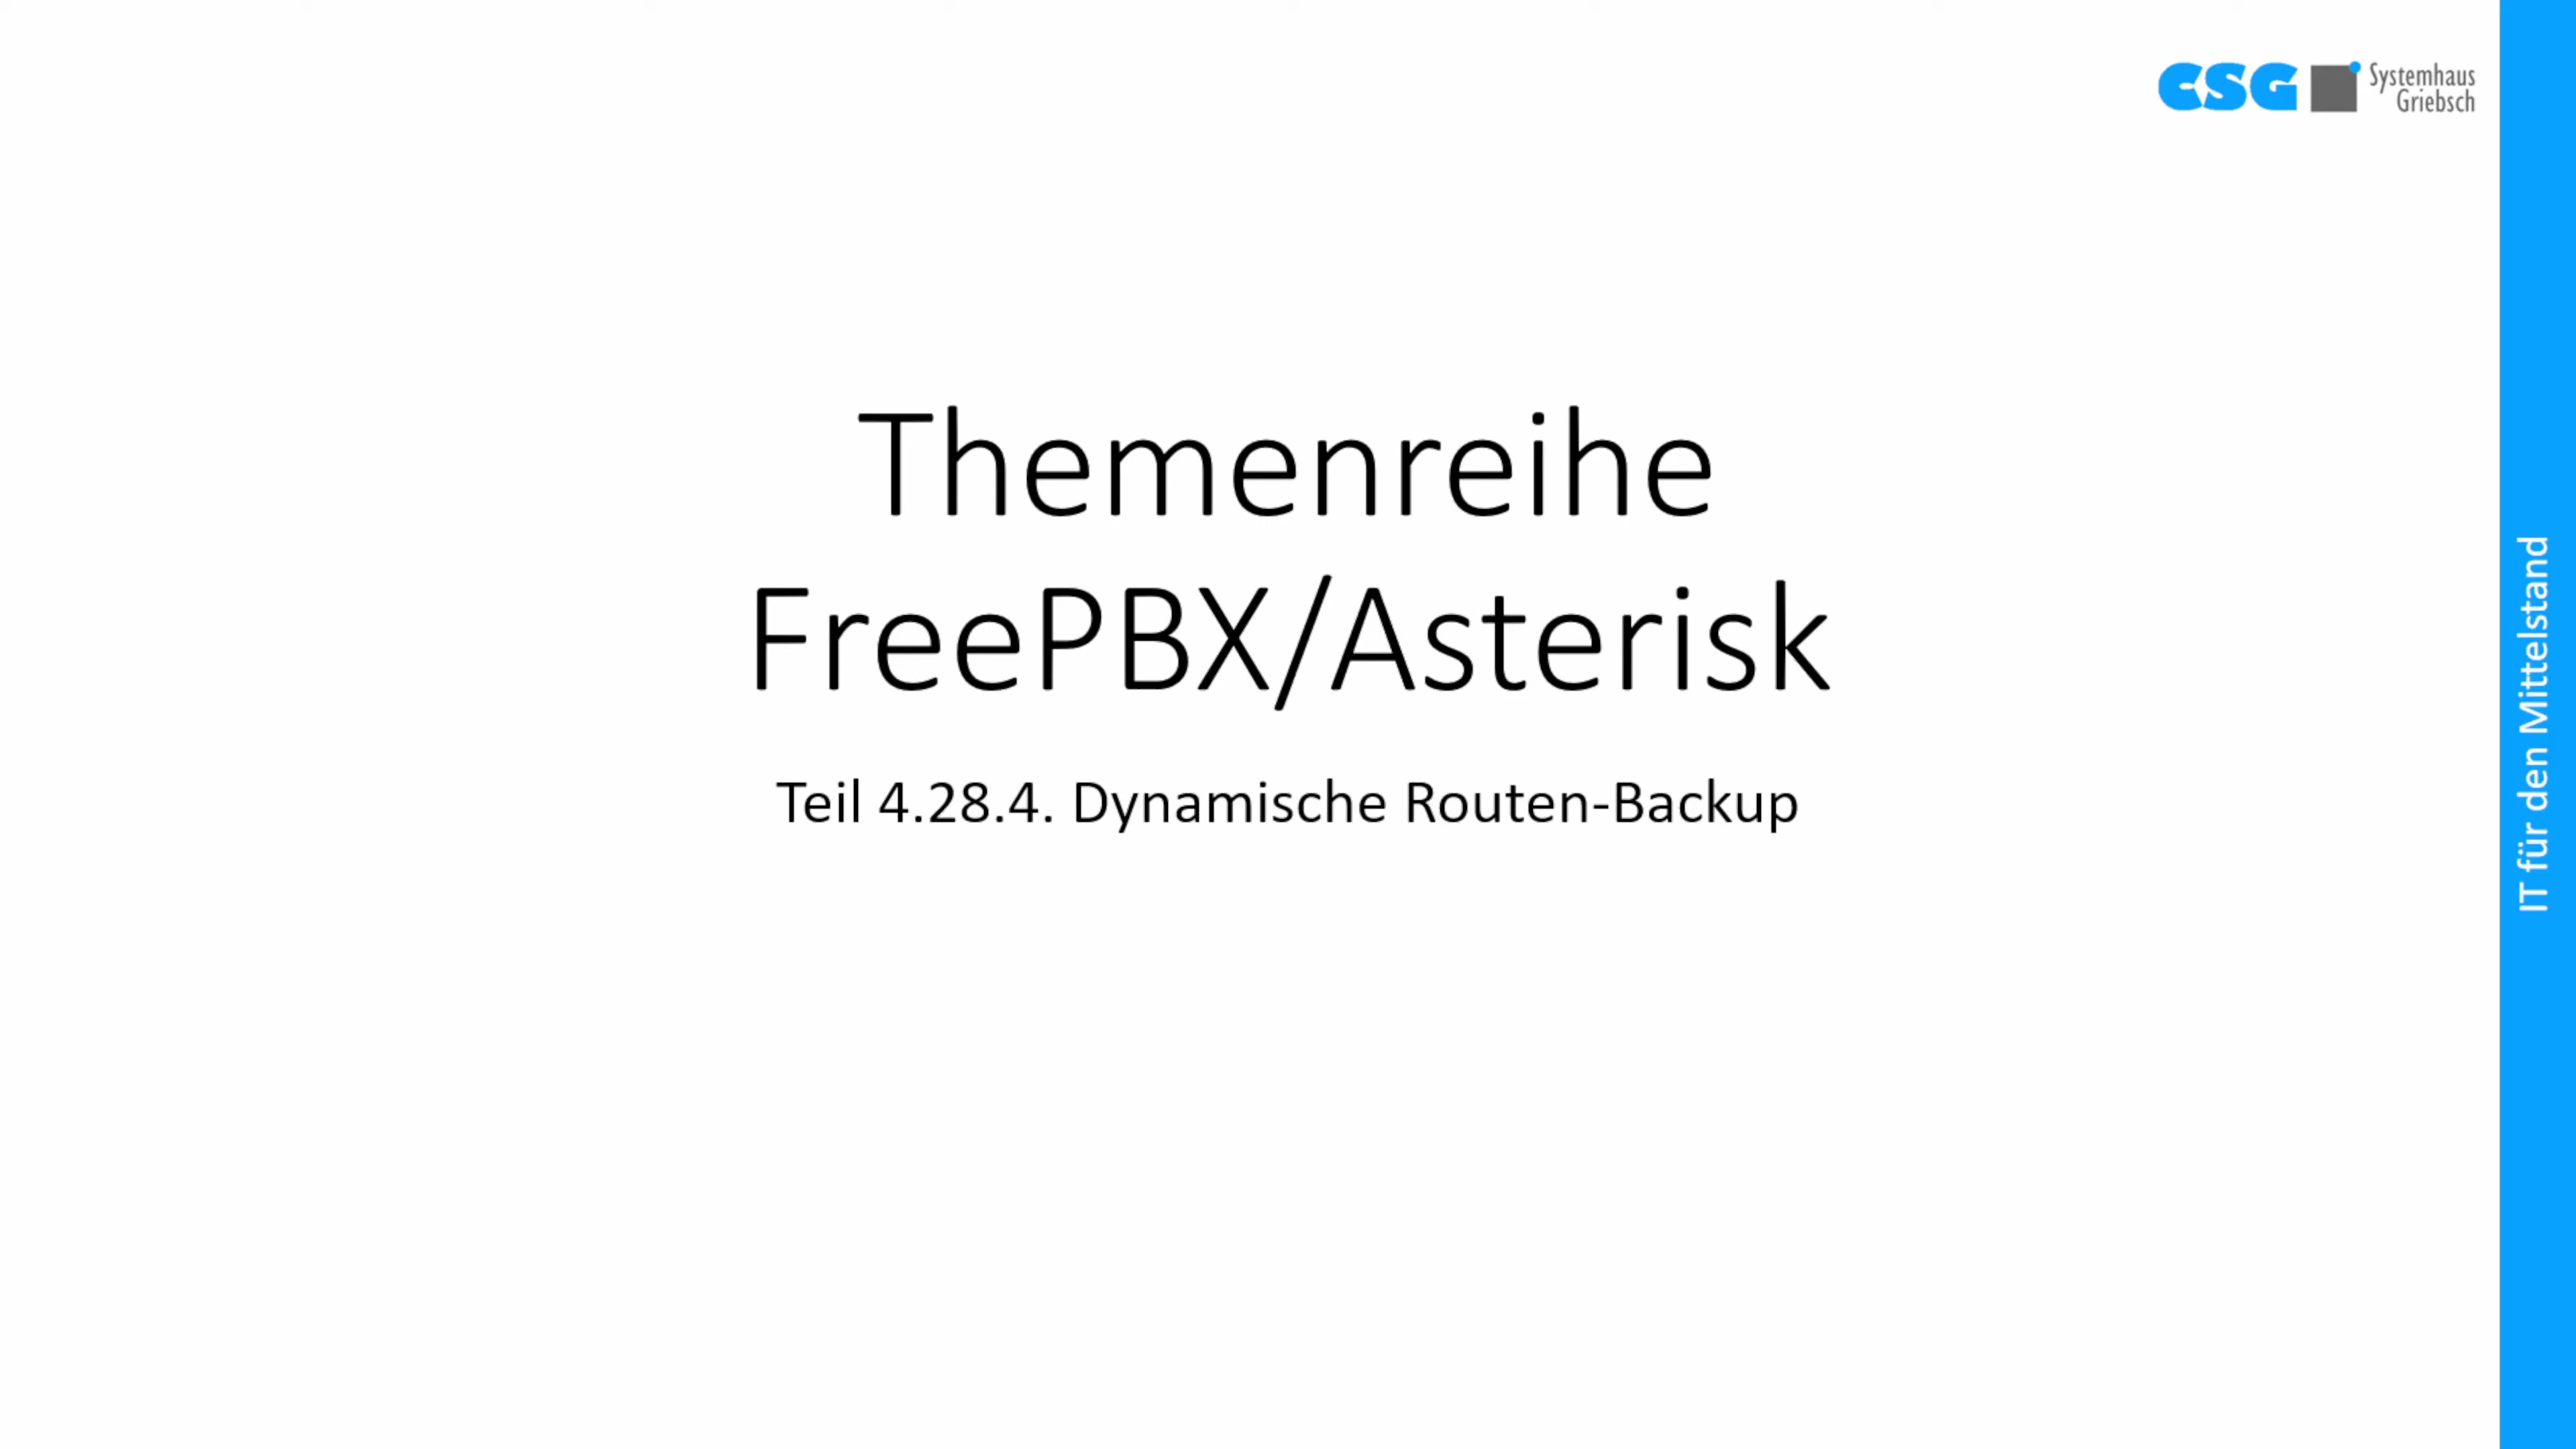 CSG Systemhaus
Griebsch
Themenreihe
FreePBX/Asterisk
Teil 4.28.4. Dynamische Routen-Backup
IT für den Mittelstand